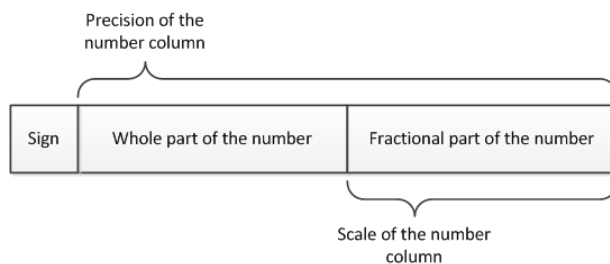 Precision of the
number column
Sign
Whole part of the number
Fractional part of the number
Scale of the number
column